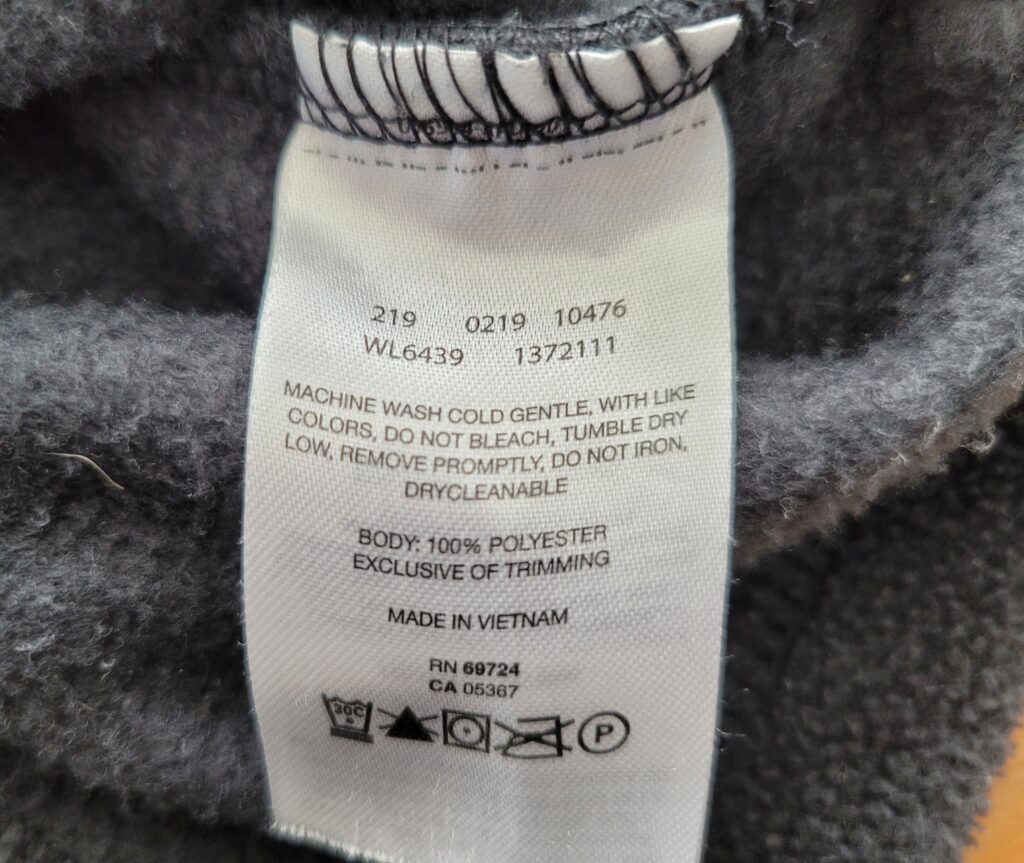 219 0219 10476
WL6439 1372111
MACHINE WASH COLD GENTLE, WITH LIKE
COLORS, DO NOT BLEACH, TUMBLE DRY
LOW, REMOVE PROMPTLY, DO NOT IRON,
DRYCLEANABLE
BODY: 100% POLYESTER
EXCLUSIVE OF TRIMMING
MADE IN VIETNAM
RN 69724
CA 05367
30C P